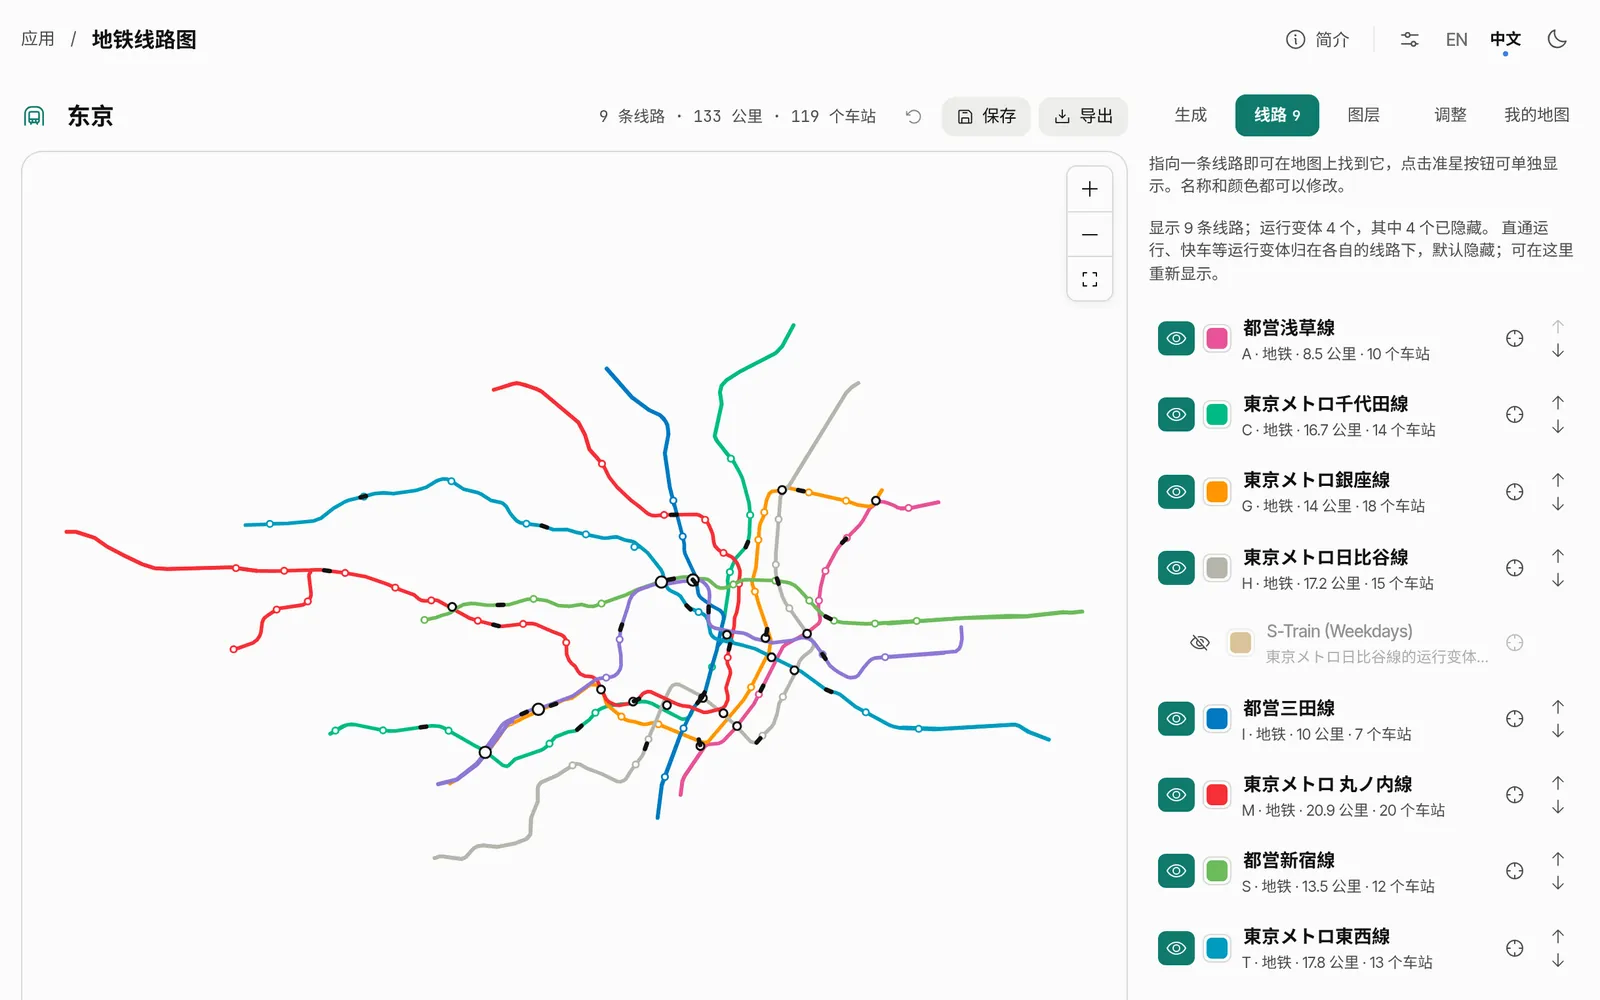 应用 / 地铁线路图
简介
EN
中文
东京
9 条线路 · 133 公里 · 119 个车站
保存
导出
生成
线路 9
图层
调整
我的地图
指向一条线路即可在地图上找到它，点击准星按钮可单独显
示。名称和颜色都可以修改。
显示 9 条线路；运行变体 4 个，其中 4 个已隐藏。 直通运
行、快车等运行变体归在各自的线路下，默认隐藏；可在这里
重新显示。
都営浅草線
A · 地铁 · 8.5 公里 · 10 个车站
東京メトロ千代田線
C · 地铁 · 16.7 公里 · 14 个车站
東京メトロ銀座線
G · 地铁 · 14 公里 · 18 个车站
東京メトロ日比谷線
H · 地铁 · 17.2 公里 · 15 个车站
S-Train (Weekdays)
東京メトロ日比谷線的运行变体...
都営三田線
I · 地铁 · 10 公里 · 7 个车站
東京メトロ 丸ノ内線
M · 地铁 · 20.9 公里 · 20 个车站
都営新宿線
S · 地铁 · 13.5 公里 · 12 个车站
東京メトロ東西線
T · 地铁 · 17.8 公里 · 13 个车站